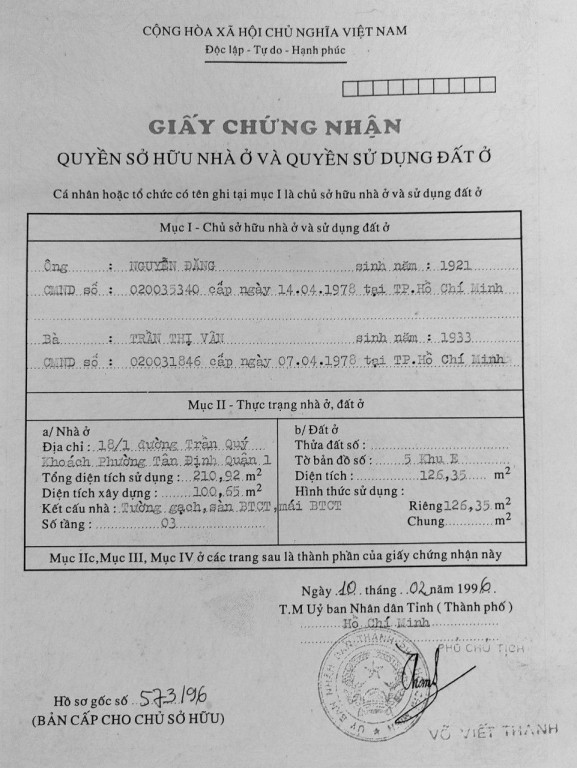 CỘNG HÒA XÃ HỘI CHỦ NGHĨA VIỆT NAM
Độc lập - Tự do - Hạnh phúc
GIẤY CHỨNG NHẬN
QUYỀN SỞ HỮU NHÀ Ở VÀ QUYỀN SỬ DỤNG ĐẤT Ở
Cá nhân hoặc tổ chức có tên ghi tại mục I là chủ sở hữu nhà ở và sử dụng đất ở
Mục I - Chủ sở hữu nhà ở và sử dụng đất ở
Ông : NGUYỄN ĐĂNG sinh năm : 1921
CMND số : 020035340 cấp ngày 14.04.1978 tại TP.Hồ Chí Minh
Bà : TRẦN THỊ VÂN sinh năm : 1933
CMND số : 020031846 cấp ngày 07.04.1978 tại TP.Hồ Chí Minh
Mục II - Thực trạng nhà ở, đất ở
a/ Nhà ở
Địa chỉ : 18/1 đường Trần Quý
Khoách Phường Tân Định Quận 1
Tổng diện tích sử dụng : 210,92 m²
Diện tích xây dựng : 100,65 m²
Kết cấu nhà : Tường gạch,sàn BTCT,mái BTCT
Số tầng : 03
b/ Đất ở
Thửa đất số :
Tờ bản đồ số : 5 Khu E
Diện tích : 126,35 m²
Hình thức sử dụng :
Riêng 126,35 m²
Chung m²
Mục IIc,Mục III, Mục IV ở các trang sau là thành phần của giấy chứng nhận này
Ngày 10 tháng 02 năm 1996
T.M Uỷ ban Nhân dân Tỉnh ( Thành phố )
Hồ Chí Minh
PHÓ CHỦ TỊCH
VÕ VIẾT THANH
Hồ sơ gốc số 573196
(BẢN CẤP CHO CHỦ SỞ HỮU)